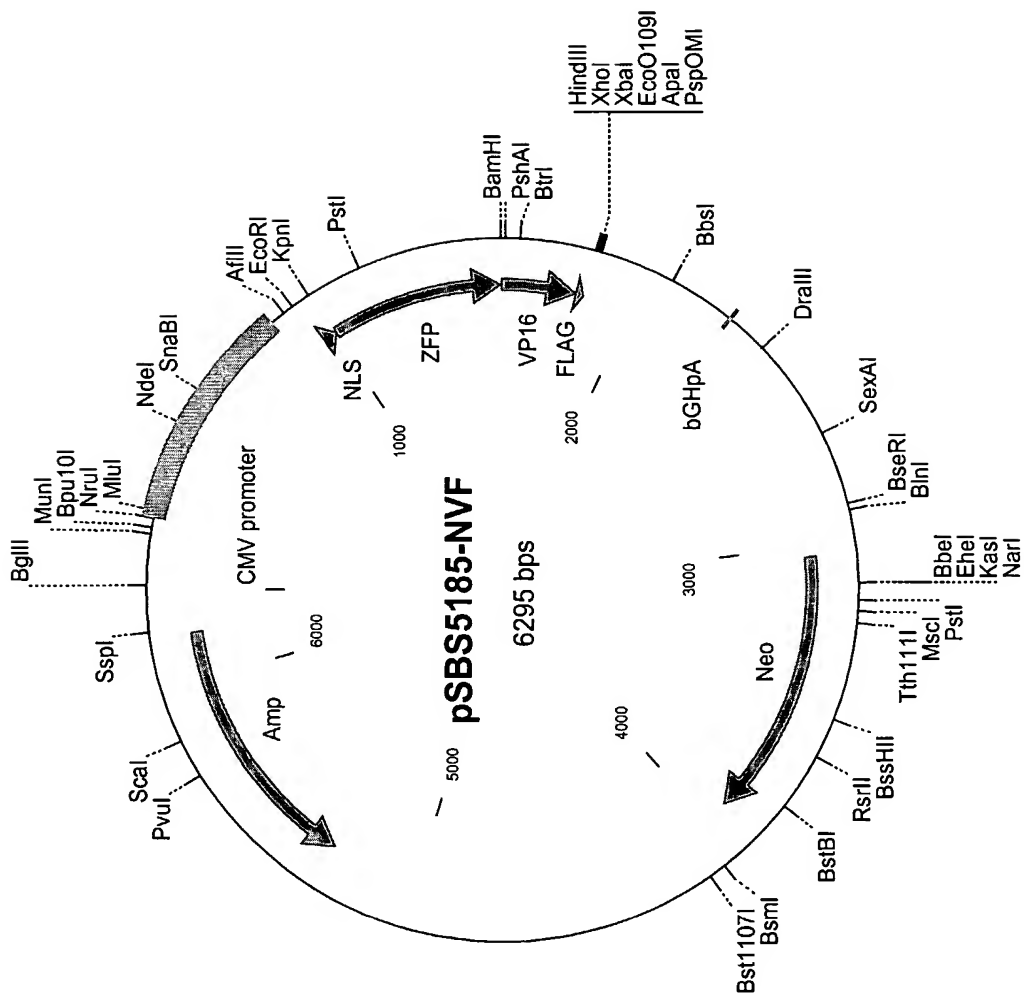 BglII
MunI
Bpu10I
NruI
MluI
NdeI
SnaBI
AflII
EcoRI
KpnI
PstI
BamHI
PshAI
BtrI
HindIII
XhoI
XbaI
EcoO109I
ApaI
PspOMI
BbsI
DraIII
SexAI
BseRI
BlnI
BbeI
EheI
KasI
NarI
PstI
MscI
Tth111I
BssHII
RsrII
BstBI
BsmI
Bst1107I
PvuI
ScaI
SspI
CMV promoter
NLS
ZFP
VP16
FLAG
bGHpA
Neo
Amp
1000
2000
3000
4000
5000
6000
pSBS5185-NVF
6295 bps